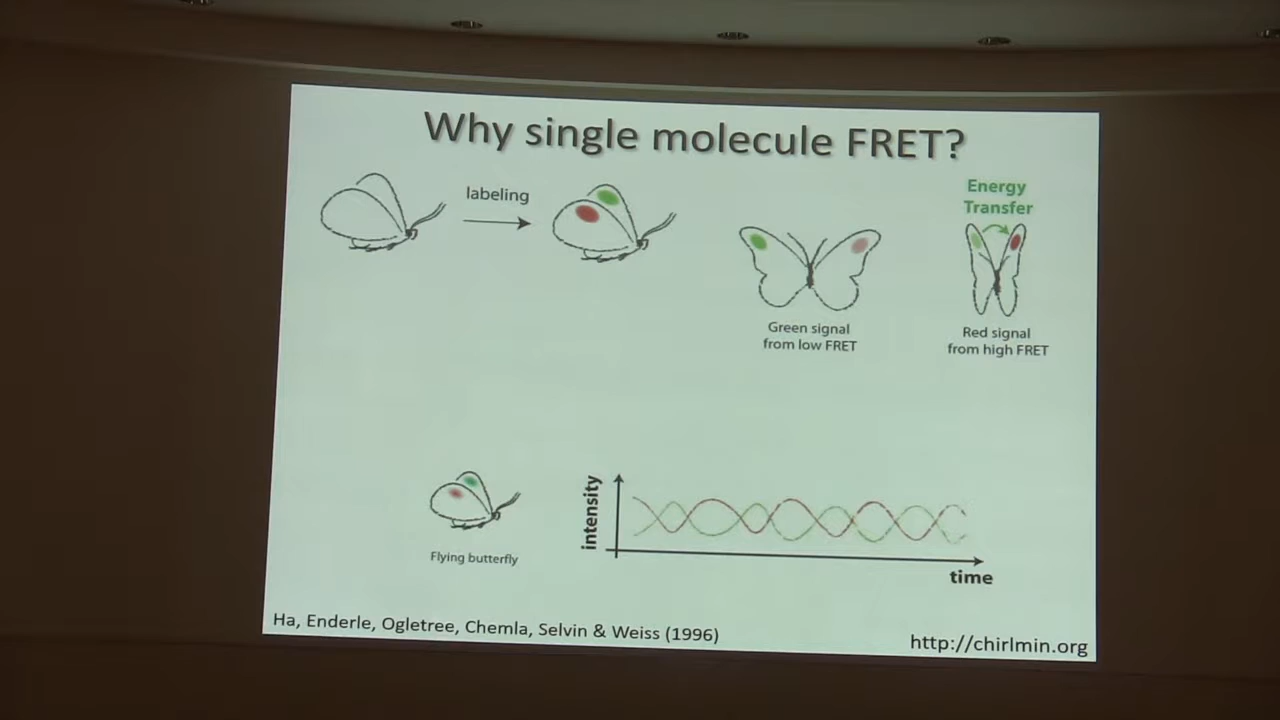 Why single molecule FRET?
labeling
Energy
Transfer
Green signal
from low FRET
Red signal
from high FRET
intensity
Flying butterfly
time
Ha, Enderle, Ogletree, Chemla, Selvin & Weiss (1996)
http://chirlmin.org